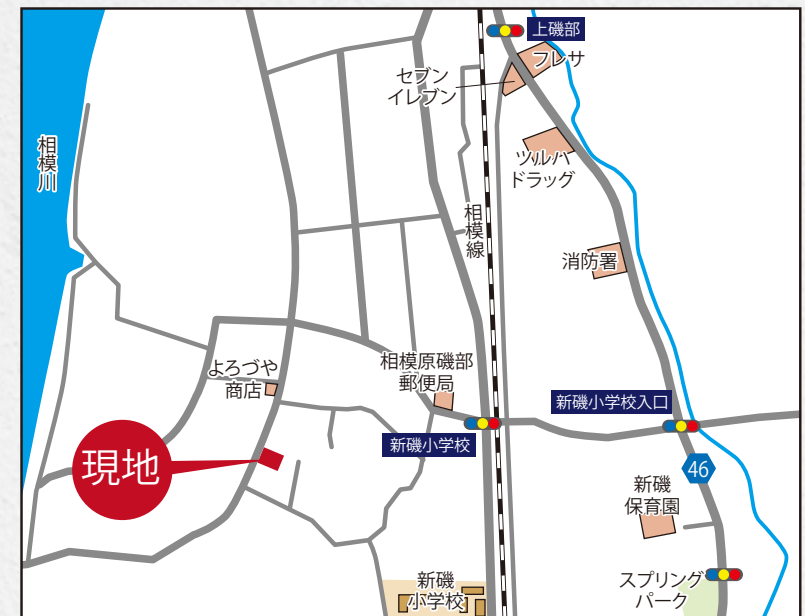 上磯部
フレサ
セブン
イレブン
ツルハ
ドラッグ
相模川
相模線
消防署
よろづや
商店
相模原磯部
郵便局
新磯小学校入口
新磯小学校
現地
46
新磯
保育園
新磯
小学校
スプリング
パーク